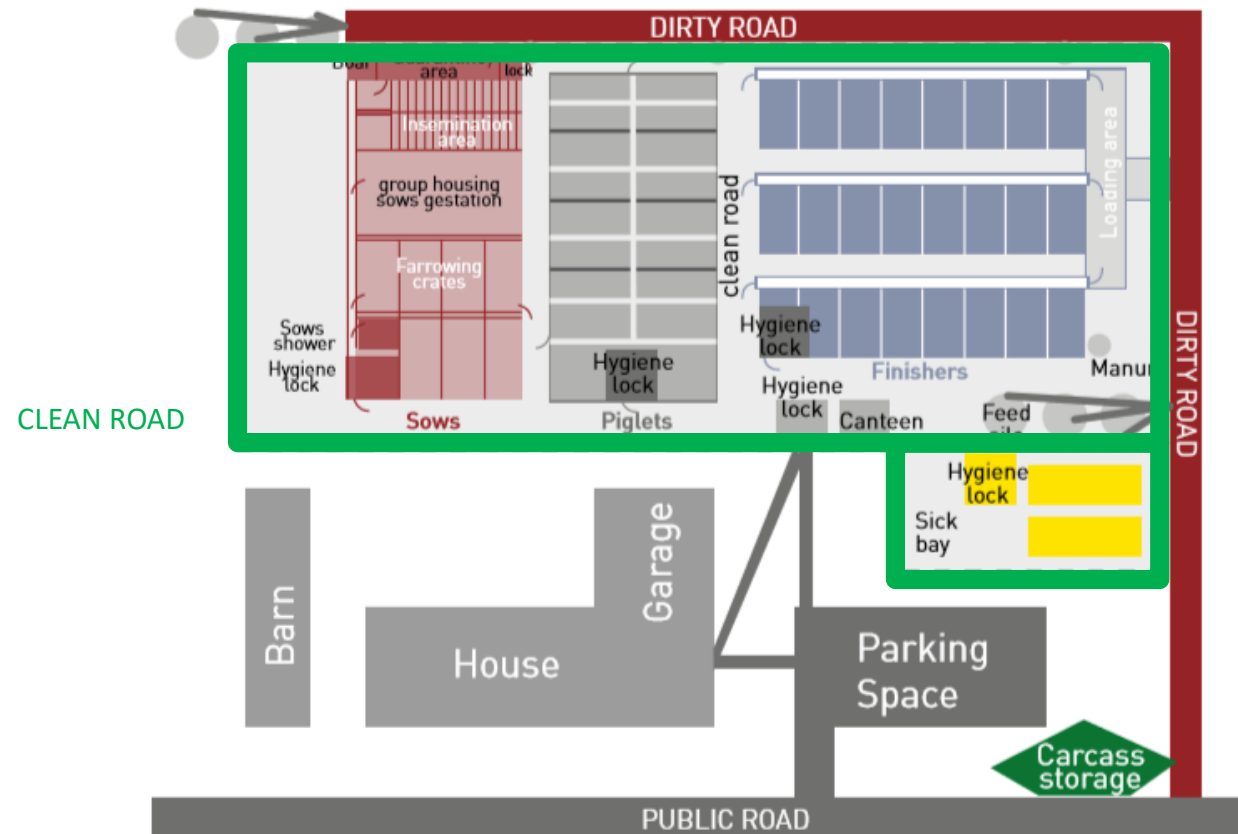 DIRTY ROAD
area
lock
Insemination
area
group housing
sows gestation
Farrowing
crates
Sows
shower
Hygiene
lock
Sows
Hygiene
lock
Piglets
clean road
Loading area
Hygiene
lock
Finishers
Hygiene
lock
Canteen
Manu
Feed
DIRTY ROAD
CLEAN ROAD
Hygiene
lock
Sick
bay
Barn
House
Garage
Parking
Space
Carcass
storage
PUBLIC ROAD